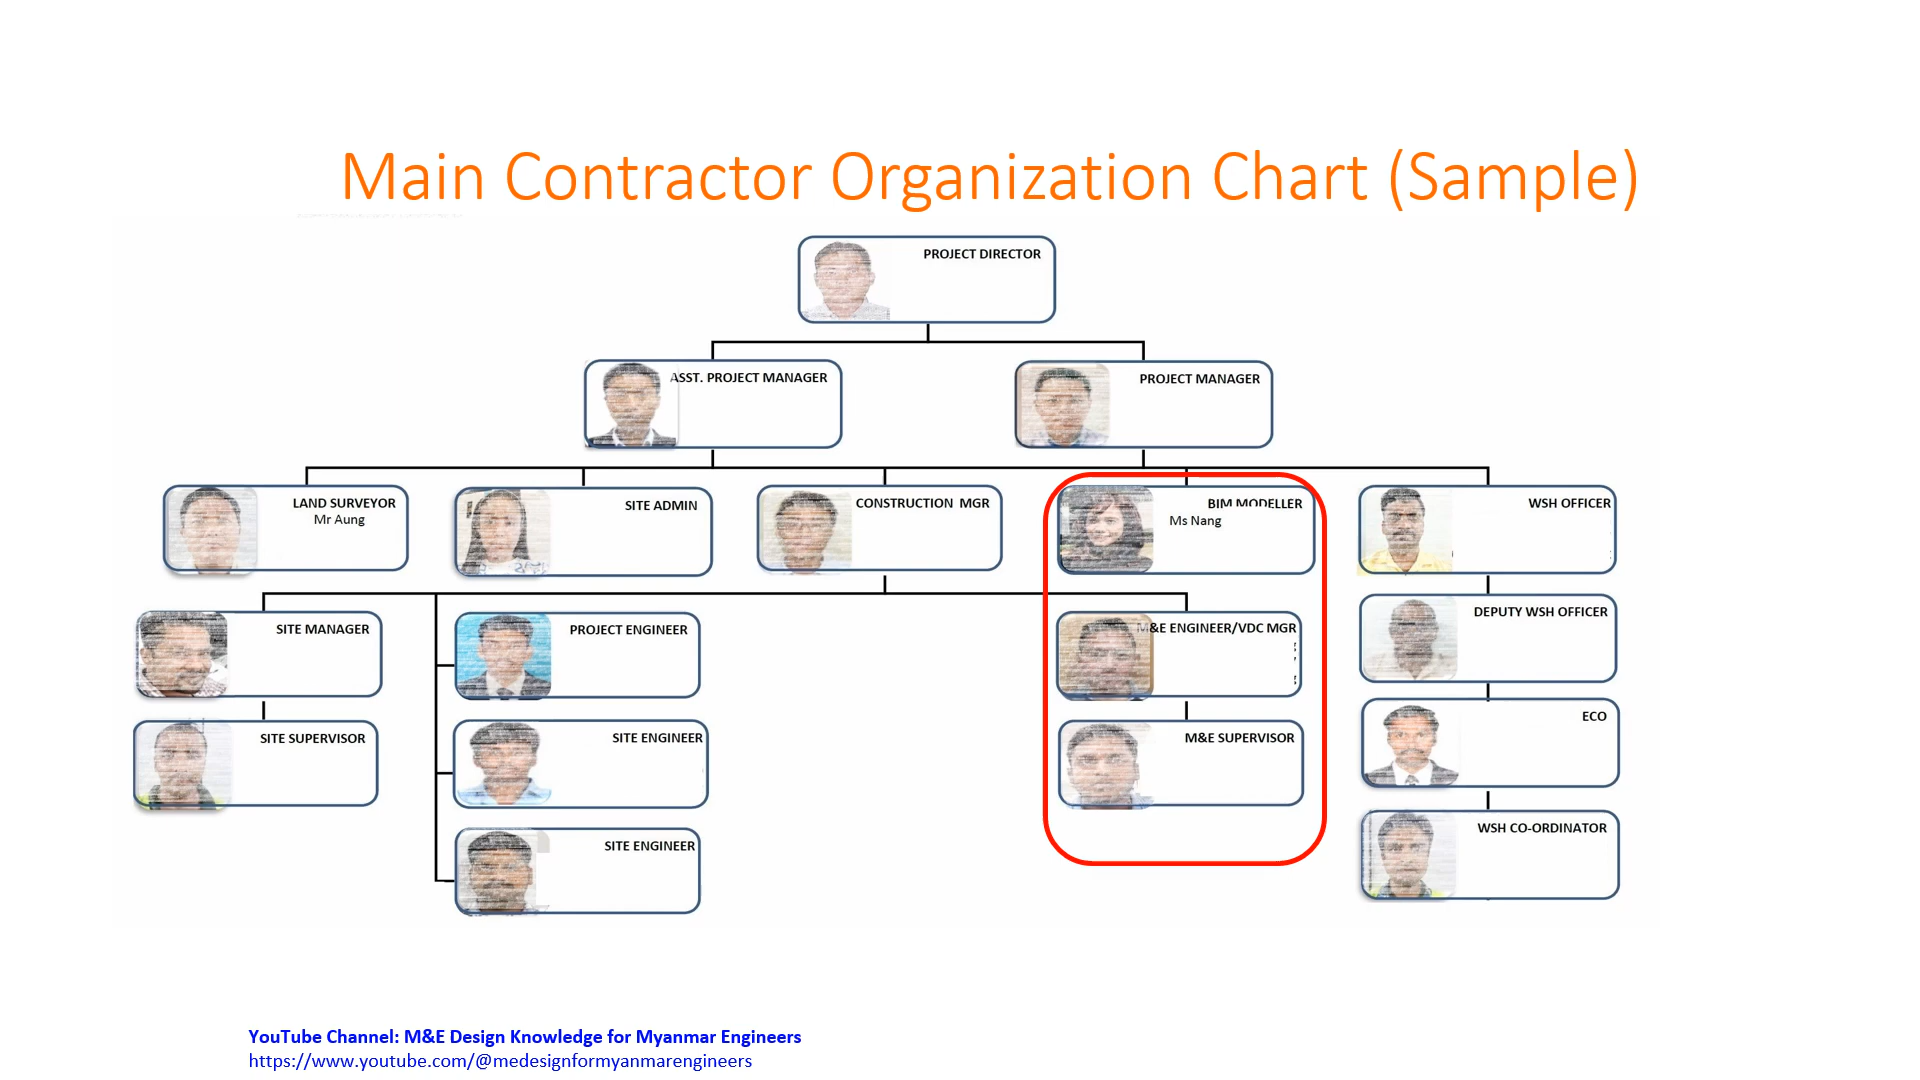 Main Contractor Organization Chart (Sample)
PROJECT DIRECTOR
ASST. PROJECT MANAGER
PROJECT MANAGER
LAND SURVEYOR
Mr Aung
SITE ADMIN
CONSTRUCTION MGR
BIM MODELLER
Ms Nang
WSH OFFICER
SITE MANAGER
PROJECT ENGINEER
M&E ENGINEER/VDC MGR
DEPUTY WSH OFFICER
SITE SUPERVISOR
SITE ENGINEER
M&E SUPERVISOR
ECO
SITE ENGINEER
WSH CO-ORDINATOR
YouTube Channel: M&E Design Knowledge for Myanmar Engineers
https://www.youtube.com/@medesignformyanmarengineers